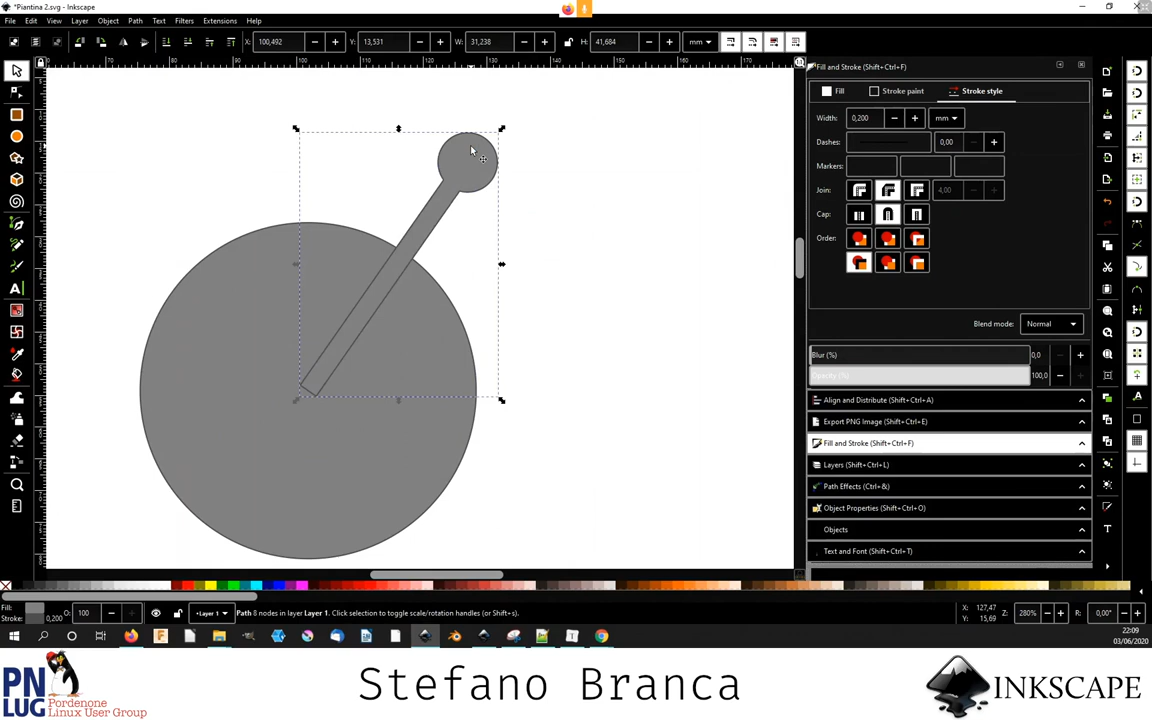 *Piantina 2.svg - Inkscape
File Edit View Layer Object Path Text Filters Extensions Help
X: 100,492 Y: 13,531 W: 31,238 H: 41,684 mm
Fill and Stroke (Shift+Ctrl+F)
Fill Stroke paint Stroke style
Width: 0,200 mm
Dashes: 0,00
Markers:
Join: 4,00
Cap:
Order:
Blend mode: Normal
Blur (%) 0,0
Opacity (%) 100,0
Align and Distribute (Shift+Ctrl+A)
Export PNG Image (Shift+Ctrl+E)
Fill and Stroke (Shift+Ctrl+F)
Layers (Shift+Ctrl+L)
Path Effects (Shift+Ctrl+&)
Object Properties (Shift+Ctrl+O)
Objects
Text and Font (Shift+Ctrl+T)
Fill: O: 100 •Layer 1 Path 8 nodes in layer Layer 1. Click selection to toggle scale/rotation handles (or Shift+s). X: 127,47 Z: 280% R: 0,00°
Stroke: 0,200 Y: 15,69
22:09
03/06/2020
PN
LUG
Pordenone
Linux User Group
Stefano Branca
INKSCAPE